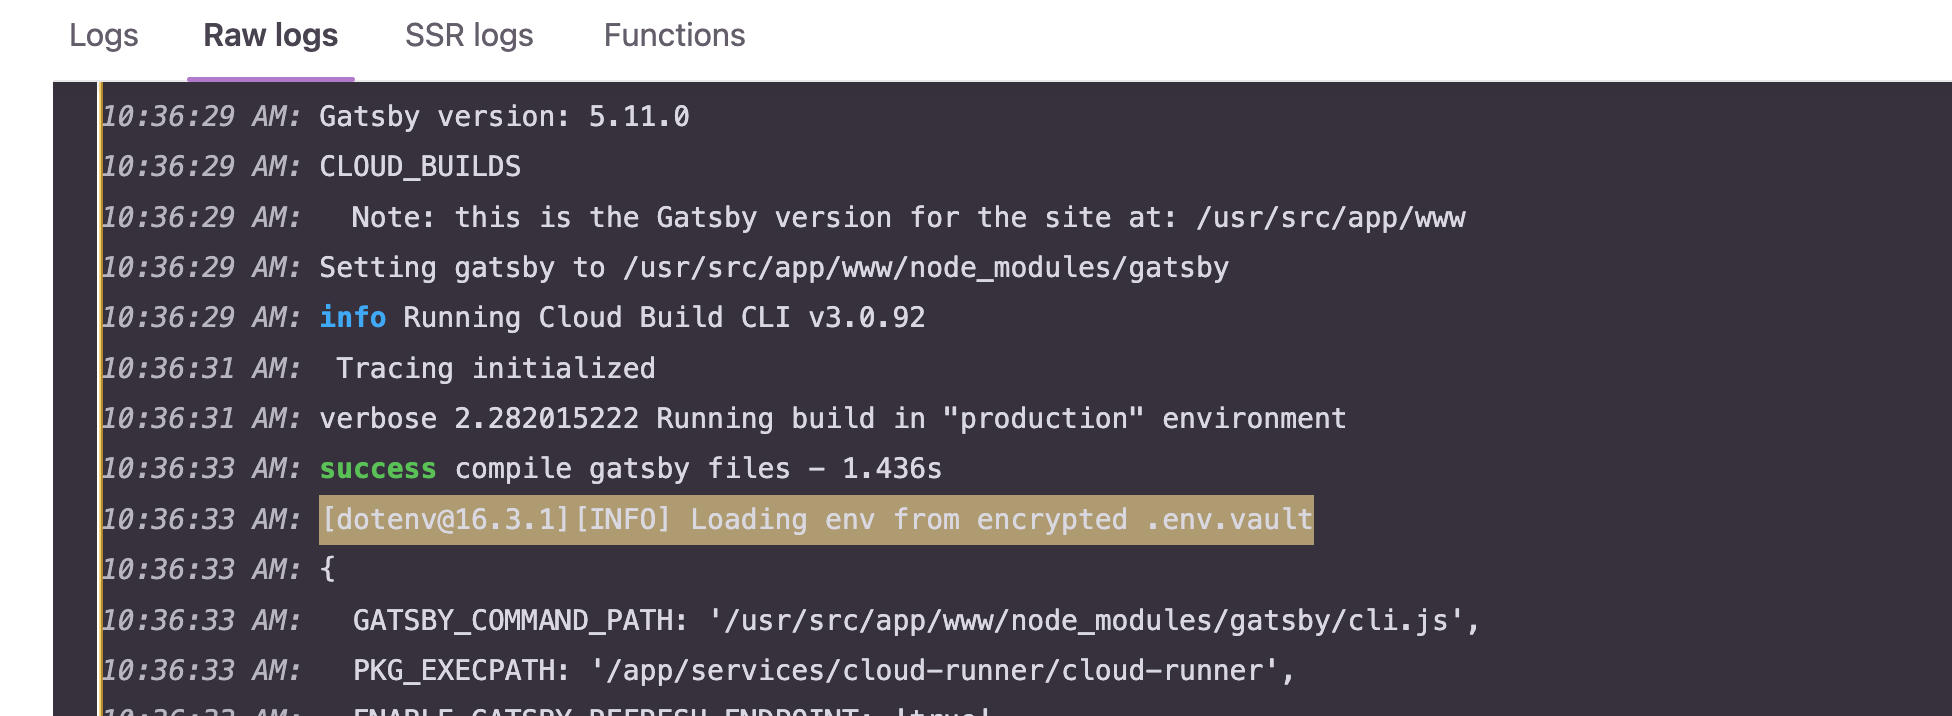 Logs Raw logs SSR logs Functions
10:36:29 AM: Gatsby version: 5.11.0
10:36:29 AM: CLOUD_BUILDS
10:36:29 AM: Note: this is the Gatsby version for the site at: /usr/src/app/www
10:36:29 AM: Setting gatsby to /usr/src/app/www/node_modules/gatsby
10:36:29 AM: info Running Cloud Build CLI v3.0.92
10:36:31 AM: Tracing initialized
10:36:31 AM: verbose 2.282015222 Running build in "production" environment
10:36:33 AM: success compile gatsby files - 1.436s
10:36:33 AM: [dotenv@16.3.1][INFO] Loading env from encrypted .env.vault
10:36:33 AM: {
10:36:33 AM: GATSBY_COMMAND_PATH: '/usr/src/app/www/node_modules/gatsby/cli.js',
10:36:33 AM: PKG_EXECPATH: '/app/services/cloud-runner/cloud-runner',
10:36:33 AM: ENABLE_GATSBY_REFRESH_ENDPOINT: 'true'